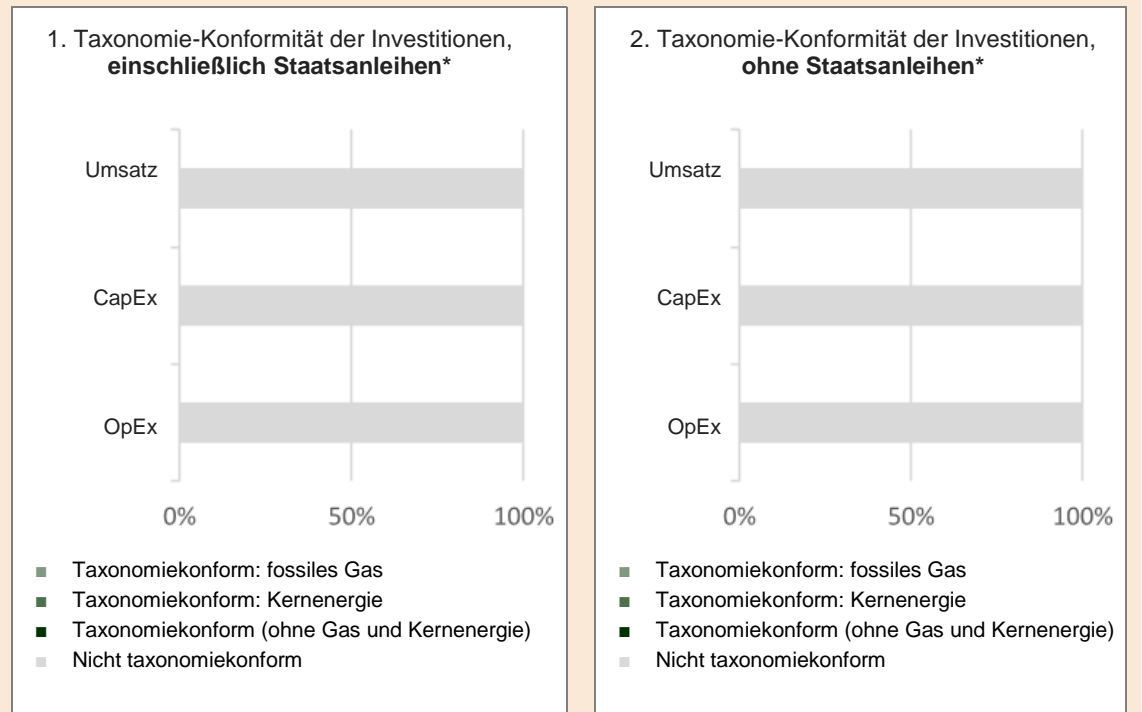 1. Taxonomie-Konformität der Investitionen,
einschließlich Staatsanleihen*
Umsatz
CapEx
OpEx
0% 50% 100%
Taxonomiekonform: fossiles Gas
Taxonomiekonform: Kernenergie
Taxonomiekonform (ohne Gas und Kernenergie)
Nicht taxonomiekonform
2. Taxonomie-Konformität der Investitionen,
ohne Staatsanleihen*
Umsatz
CapEx
OpEx
0% 50% 100%
Taxonomiekonform: fossiles Gas
Taxonomiekonform: Kernenergie
Taxonomiekonform (ohne Gas und Kernenergie)
Nicht taxonomiekonform